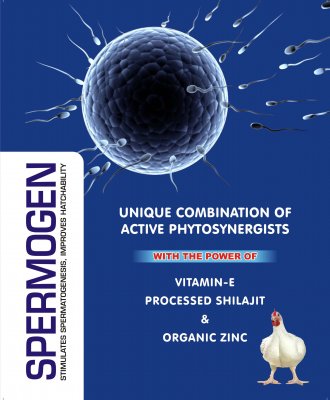 SPERMOGEN
STIMULATES SPERMATOGENESIS, IMPROVES HATCHABILITY
UNIQUE COMBINATION OF
ACTIVE PHYTOSYNERGISTS
WITH THE POWER OF
VITAMIN-E
PROCESSED SHILAJIT
&
ORGANIC ZINC